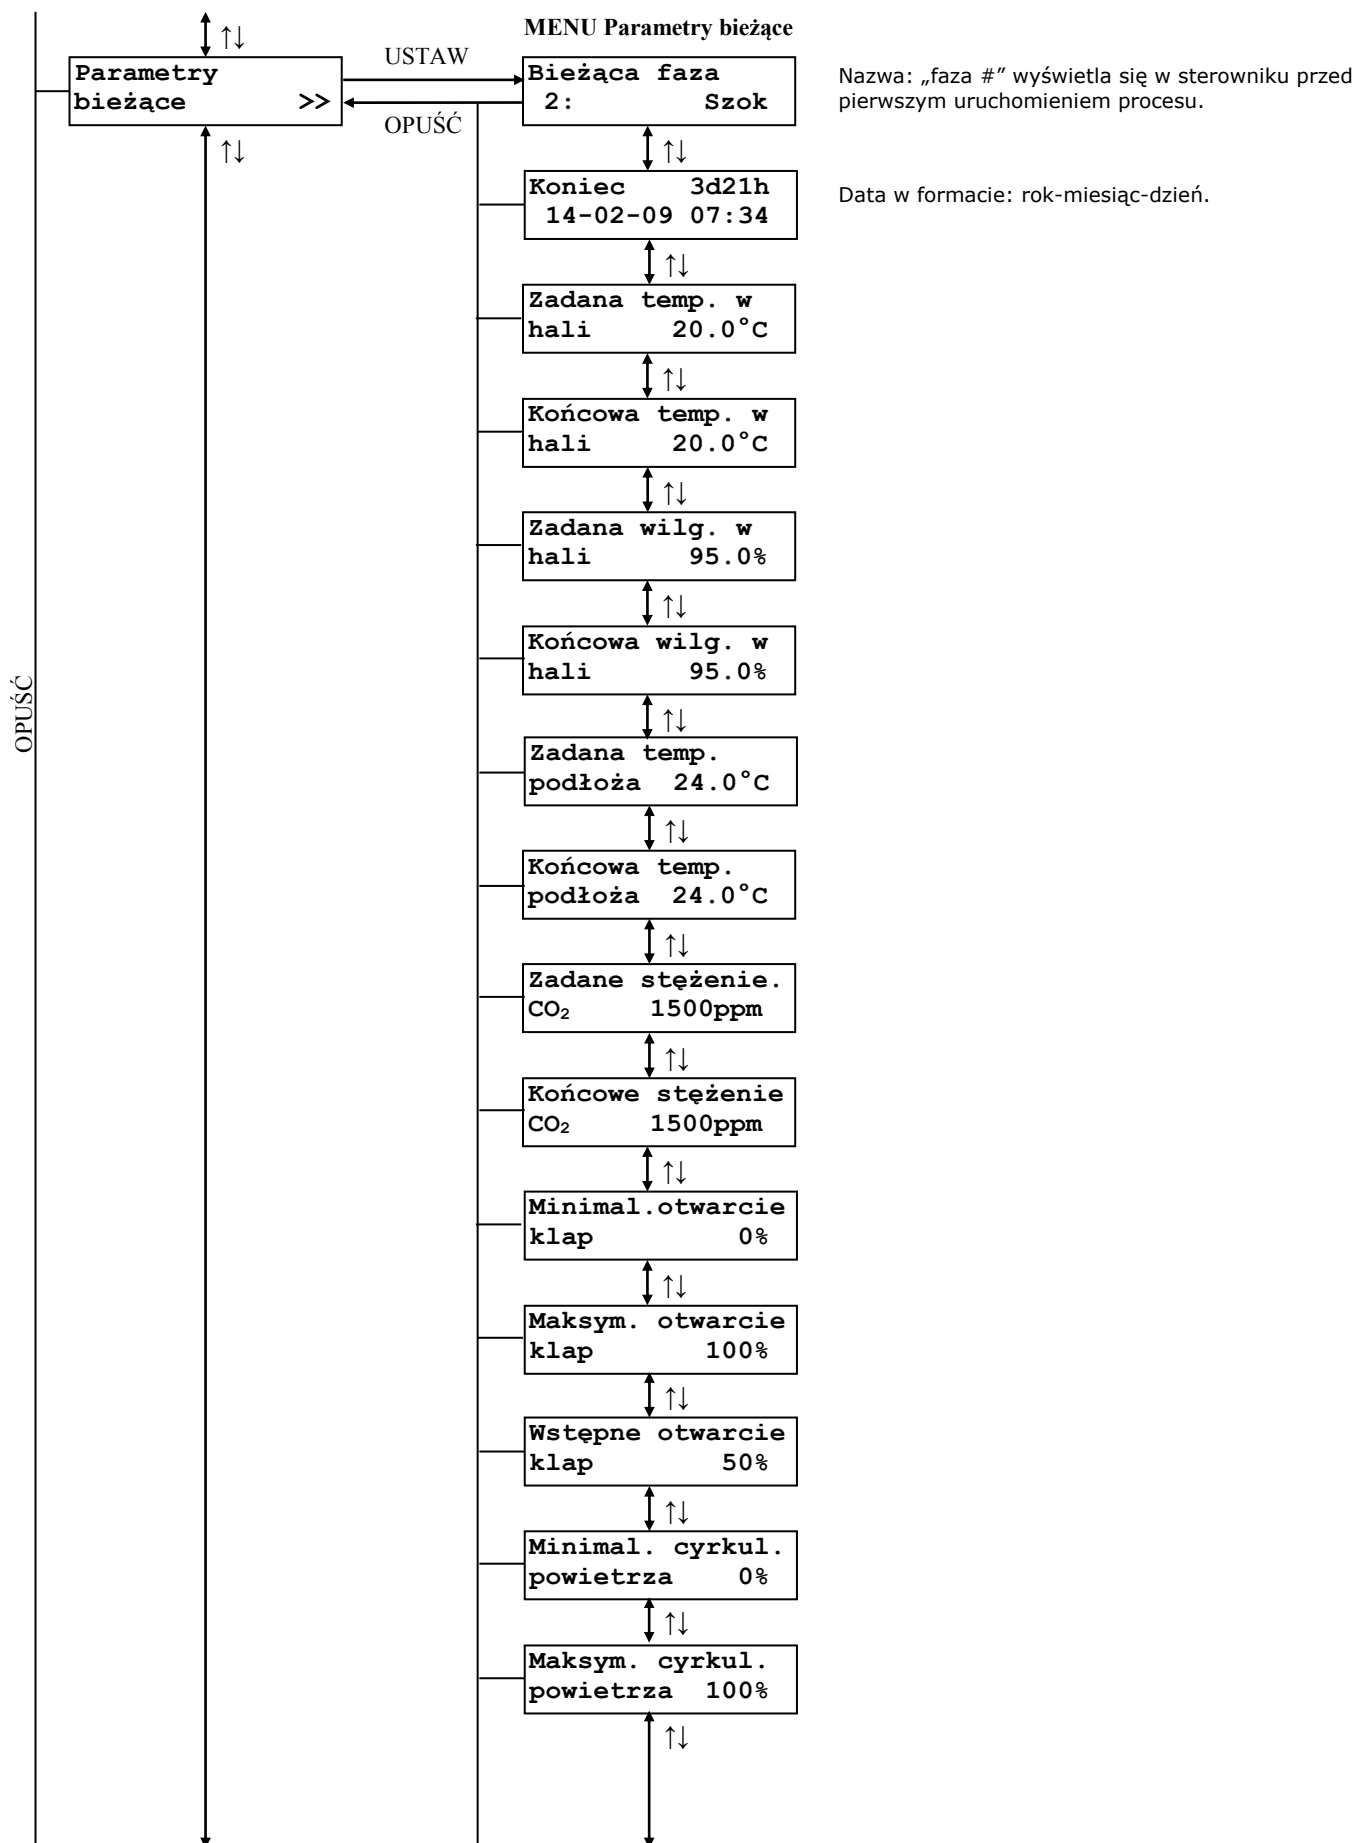 MENU Parametry bieżące
↑↓
USTAW
Parametry
bieżące >>
OPUŚĆ
↑↓
Bieżąca faza
2: Szok
Nazwa: „faza #” wyświetla się w sterowniku przed
pierwszym uruchomieniem procesu.
↑↓
Koniec 3d21h
14-02-09 07:34
Data w formacie: rok-miesiąc-dzień.
↑↓
Zadana temp. w
hali 20.0°C
↑↓
Końcowa temp. w
hali 20.0°C
↑↓
Zadana wilg. w
hali 95.0%
↑↓
Końcowa wilg. w
hali 95.0%
↑↓
OPUŚĆ
Zadana temp.
podłoża 24.0°C
↑↓
Końcowa temp.
podłoża 24.0°C
↑↓
Zadane stężenie.
CO₂ 1500ppm
↑↓
Końcowe stężenie
CO₂ 1500ppm
↑↓
Minimal.otwarcie
klap 0%
↑↓
Maksym. otwarcie
klap 100%
↑↓
Wstępne otwarcie
klap 50%
↑↓
Minimal. cyrkul.
powietrza 0%
↑↓
Maksym. cyrkul.
powietrza 100%
↑↓